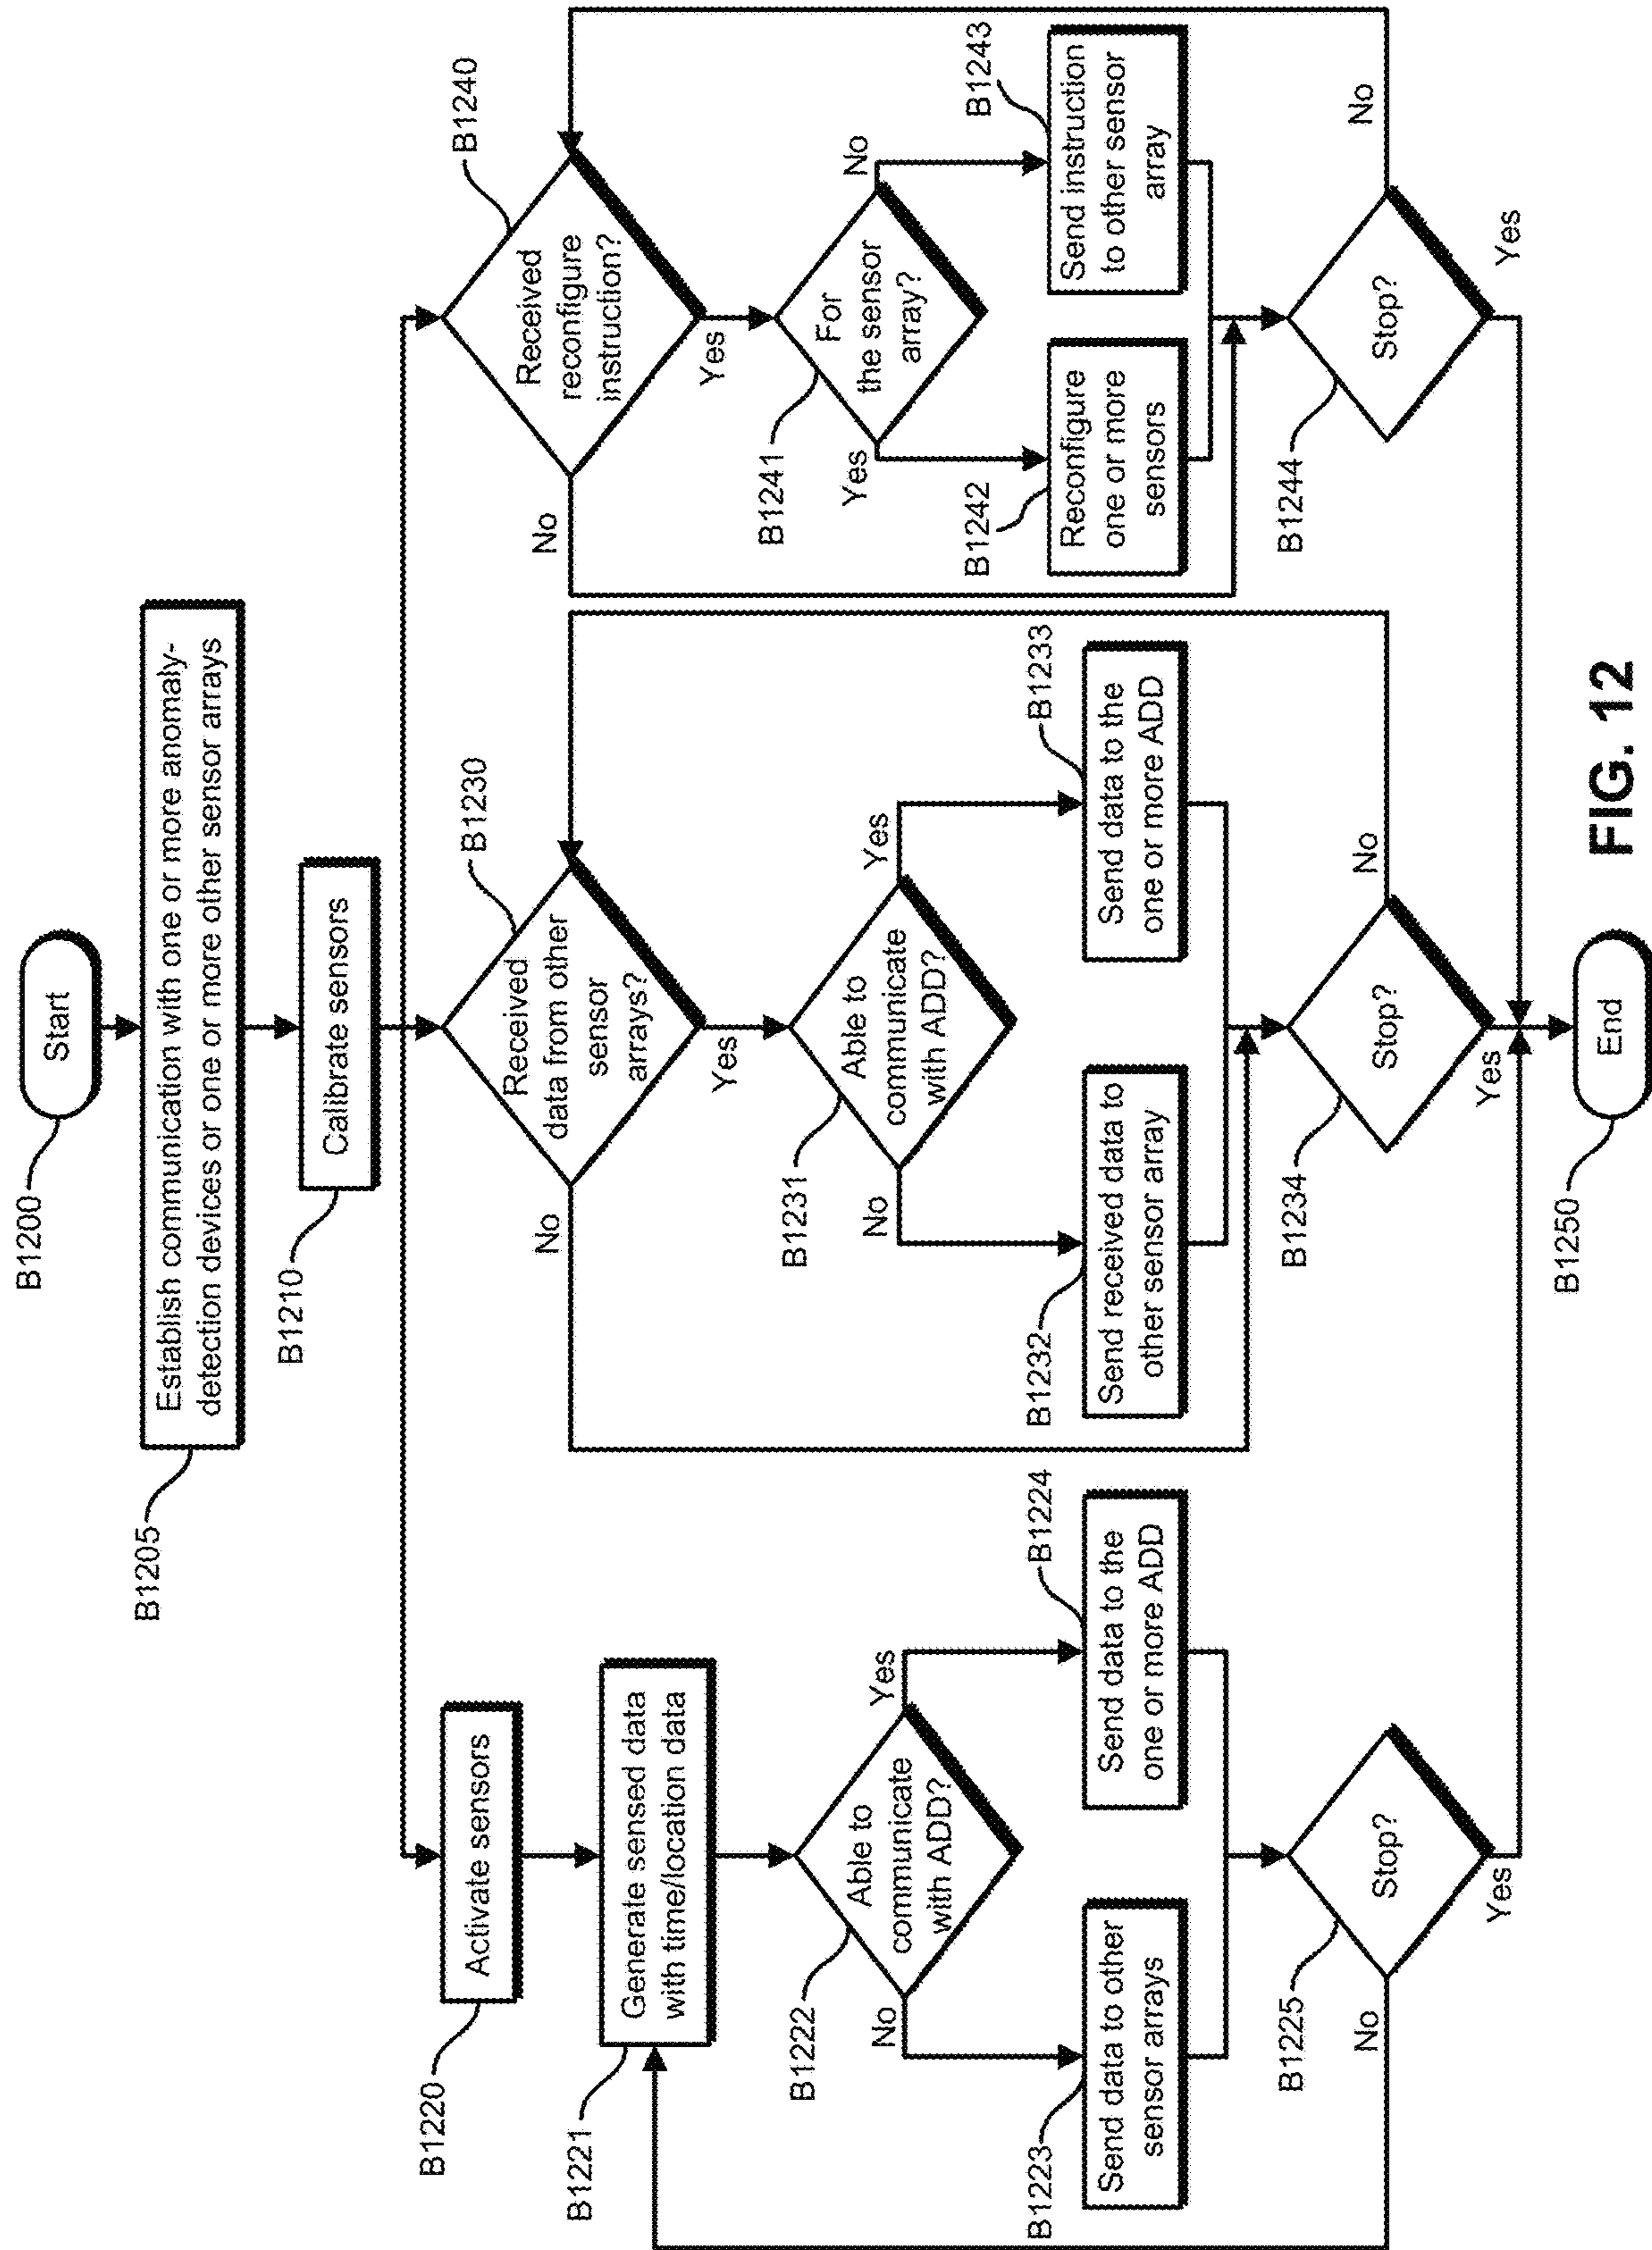 B1200
Start
B1205
Establish communication with one or more anomaly-
detection devices or one or more other sensor arrays
B1210
Calibrate sensors
B1220
Activate sensors
B1221
Generate sensed data
with time/location data
B1222
Able to
communicate
with ADD?
No
Yes
B1223
Send data to other
sensor arrays
B1224
Send data to the
one or more ADD
B1225
Stop?
No
Yes
B1230
Received
data from other
sensor
arrays?
No
Yes
B1231
Able to
communicate
with ADD?
No
Yes
B1232
Send received data to
other sensor array
B1233
Send data to the
one or more ADD
B1234
Stop?
No
Yes
B1240
Received
reconfigure
instruction?
No
Yes
B1241
For
the sensor
array?
Yes
No
B1242
Reconfigure
one or more
sensors
B1243
Send instruction
to other sensor
array
B1244
Stop?
No
Yes
B1250
End
FIG. 12